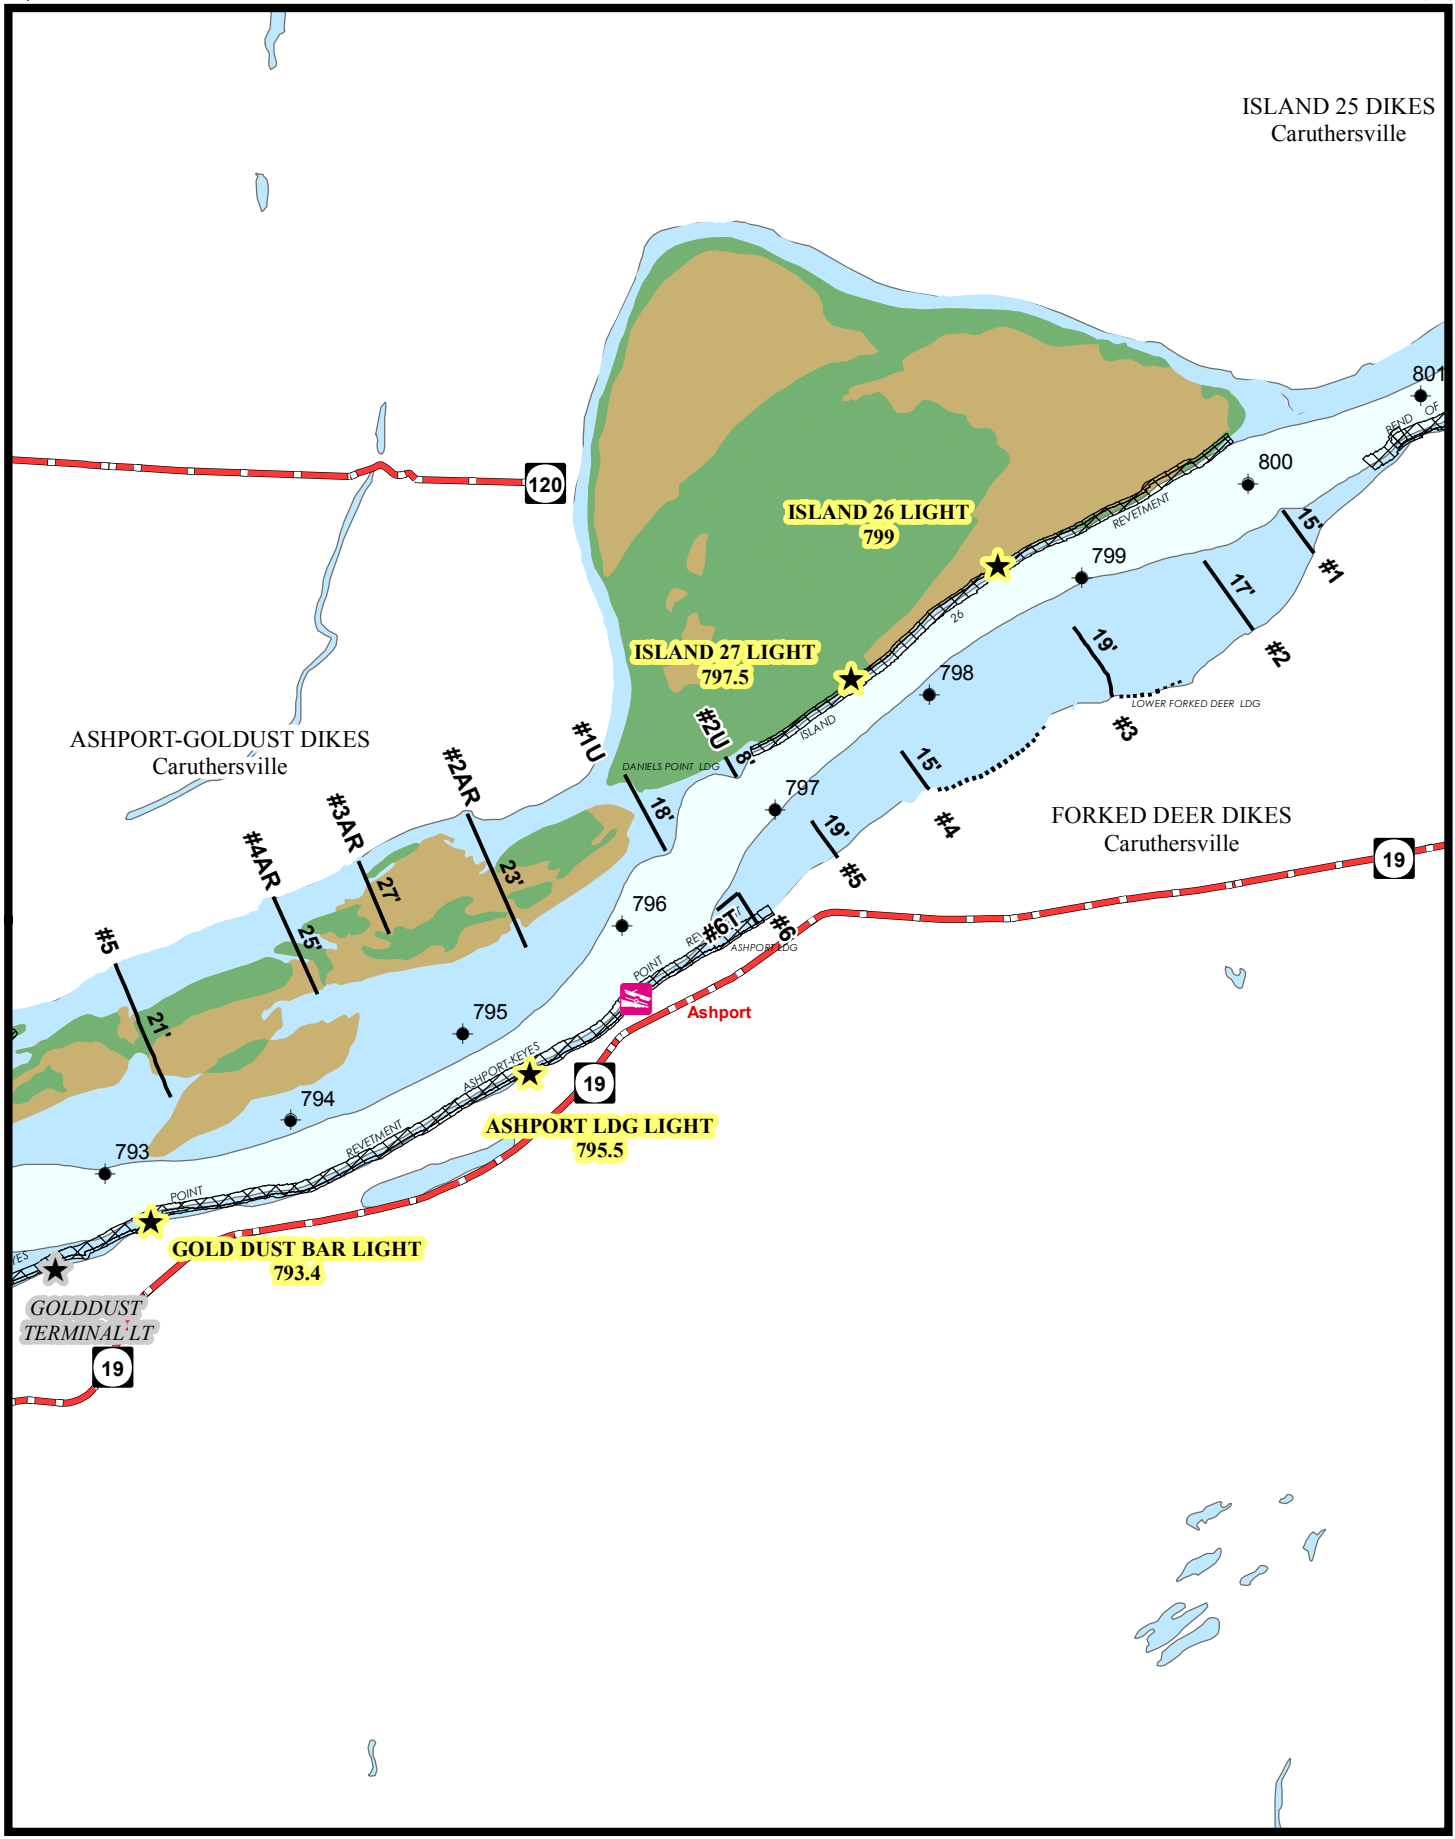 ISLAND 25 DIKES
Caruthersville
801
BEND OF
120
800
ISLAND 26 LIGHT
799
REVETMENT
15'
#1
799
17'
#2
26
19'
#3
ISLAND 27 LIGHT
797.5
798
LOWER FORKED DEER LDG
ISLAND
ASHPORT-GOLDUST DIKES
Caruthersville
#1U
#2U
8'
DANIELS POINT LDG
18'
15'
#4
797
19'
#5
FORKED DEER DIKES
Caruthersville
19
#2AR
23'
#3AR
27'
#4AR
25'
#5
21'
796
#6T
#6
ASHPORT LDG
POINT
Ashport
795
ASHPORT-KEYES
19
794
ASHPORT LDG LIGHT
795.5
REVETMENT
793
POINT
GOLD DUST BAR LIGHT
793.4
YES
GOLDDUST
TERMINAL LT
19